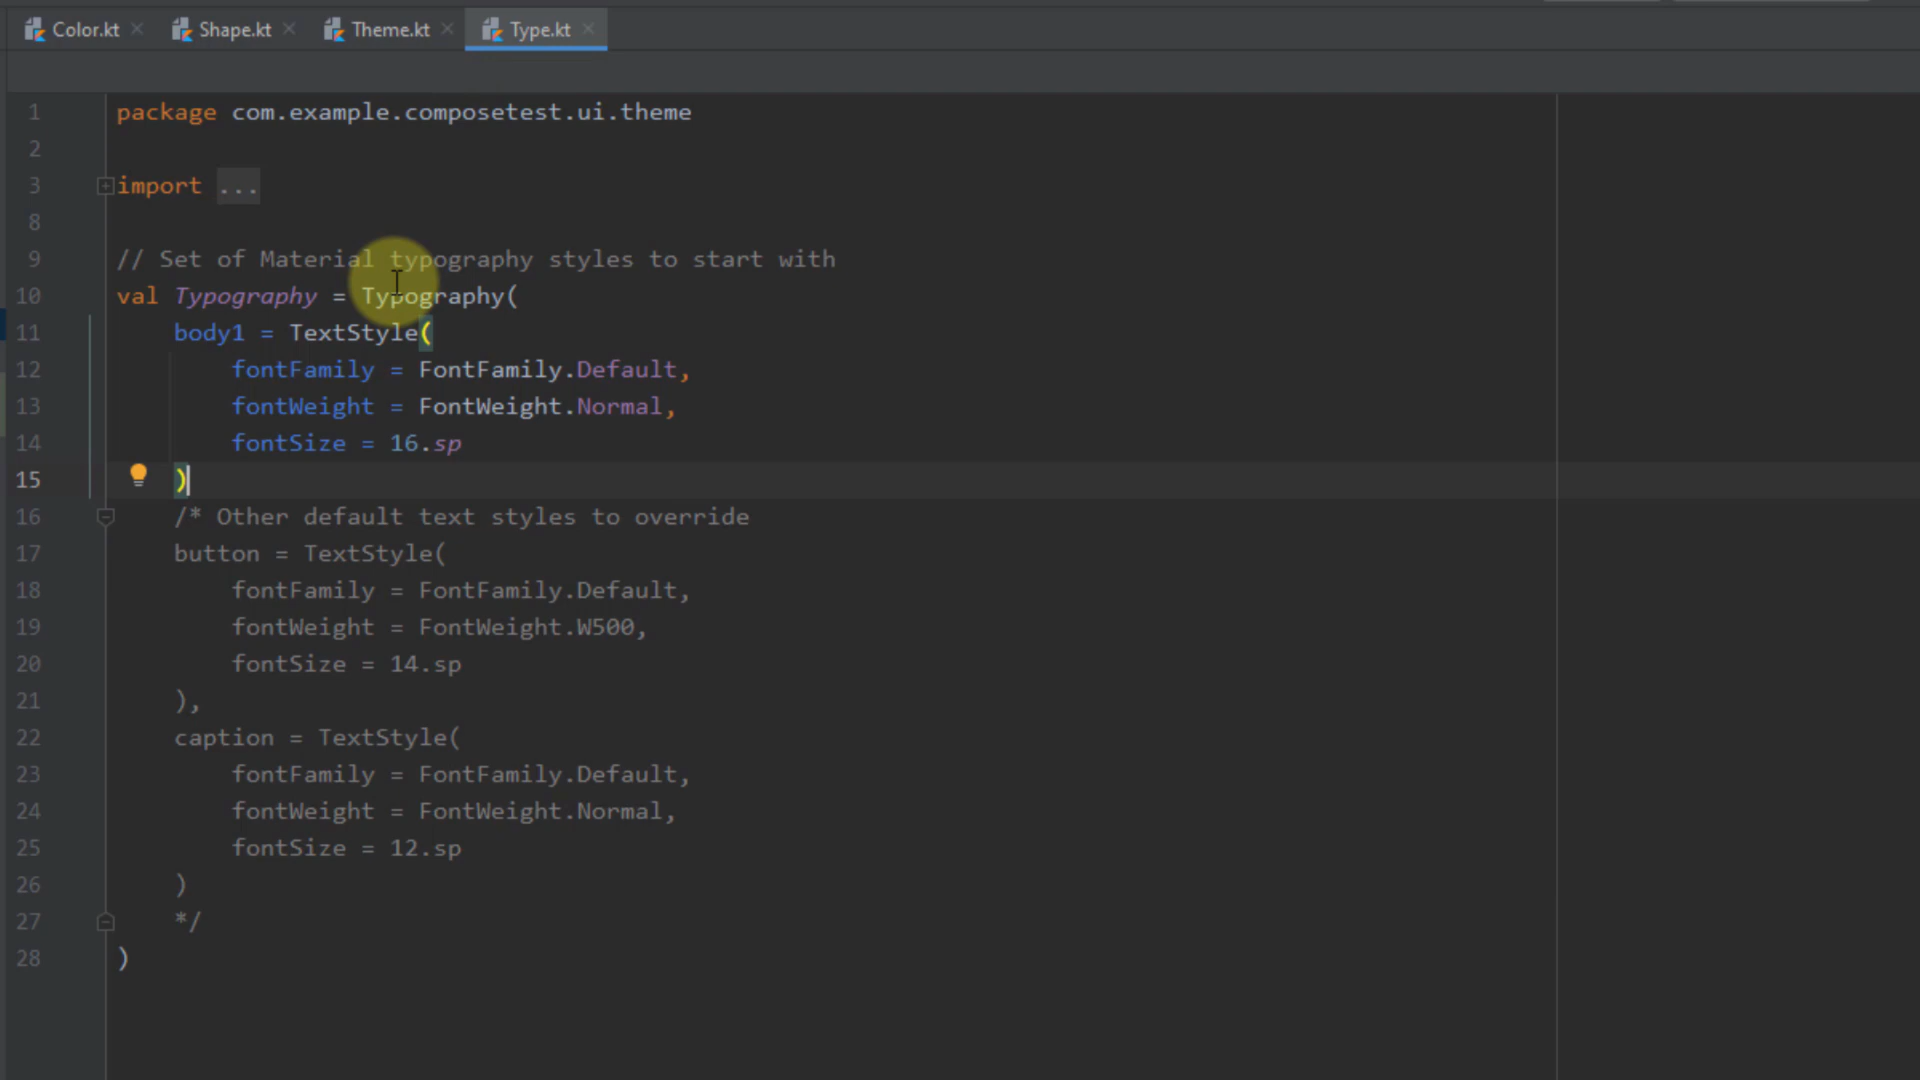 Color.kt Shape.kt Theme.kt Type.kt
1 package com.example.composetest.ui.theme
2
3 import ...
8
9 // Set of Material typography styles to start with
10 val Typography = Typography(
11 body1 = TextStyle(
12 fontFamily = FontFamily.Default,
13 fontWeight = FontWeight.Normal,
14 fontSize = 16.sp
15 )
16 /* Other default text styles to override
17 button = TextStyle(
18 fontFamily = FontFamily.Default,
19 fontWeight = FontWeight.W500,
20 fontSize = 14.sp
21 ),
22 caption = TextStyle(
23 fontFamily = FontFamily.Default,
24 fontWeight = FontWeight.Normal,
25 fontSize = 12.sp
26 )
27 */
28 )